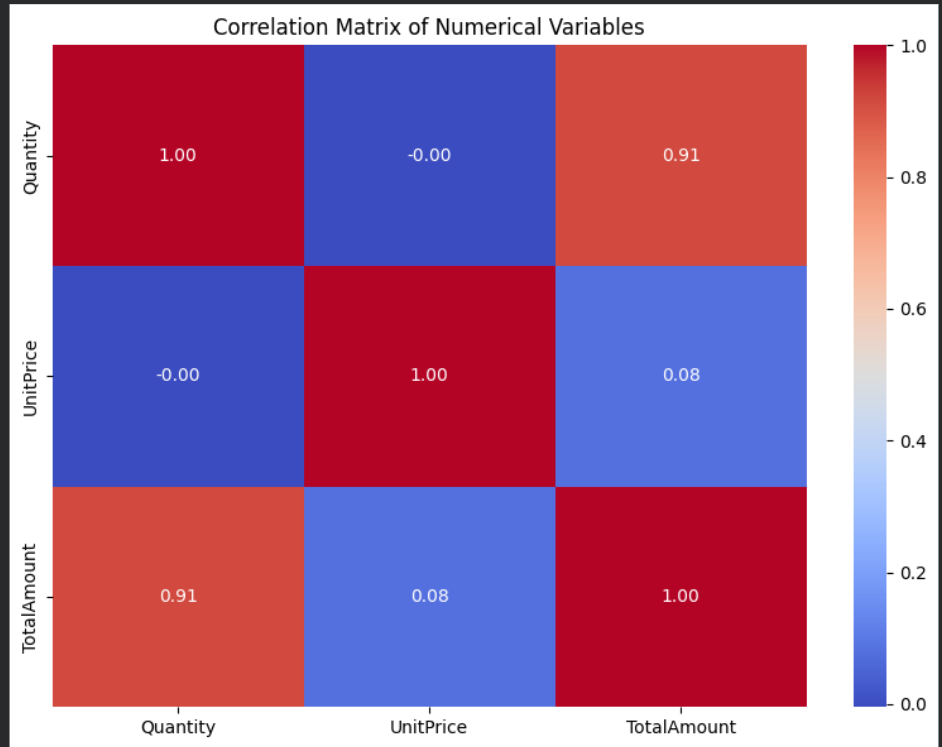 Correlation Matrix of Numerical Variables
Quantity
1.00
-0.00
0.91
UnitPrice
-0.00
1.00
0.08
TotalAmount
0.91
0.08
1.00
Quantity
UnitPrice
TotalAmount
1.0
0.8
0.6
0.4
0.2
0.0